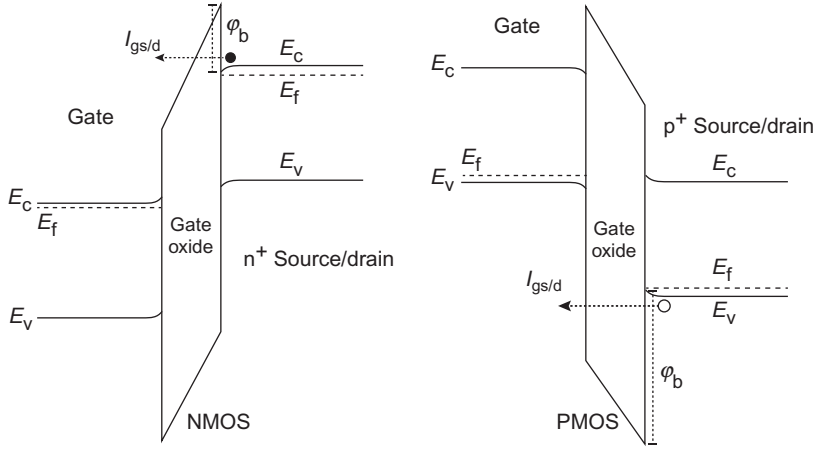 φb
Igs/d
Ec
Ef
Gate
Ev
Ec
Ef
Gate
oxide
n+ Source/drain
Ev
NMOS
Gate
Ec
p+ Source/drain
Ef
Ev
Ec
Gate
oxide
Ef
Igs/d
Ev
φb
PMOS